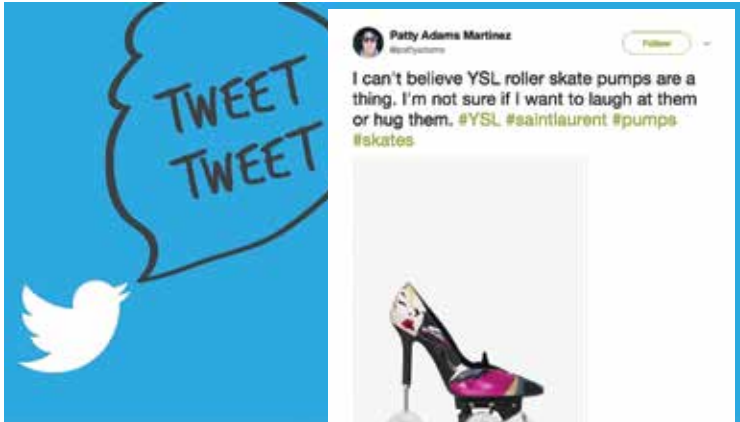 TWEET
TWEET
Patty Adams Martinez
@pattyadams
Follow
I can't believe YSL roller skate pumps are a
thing. I'm not sure if I want to laugh at them
or hug them. #YSL #saintlaurent #pumps
#skates